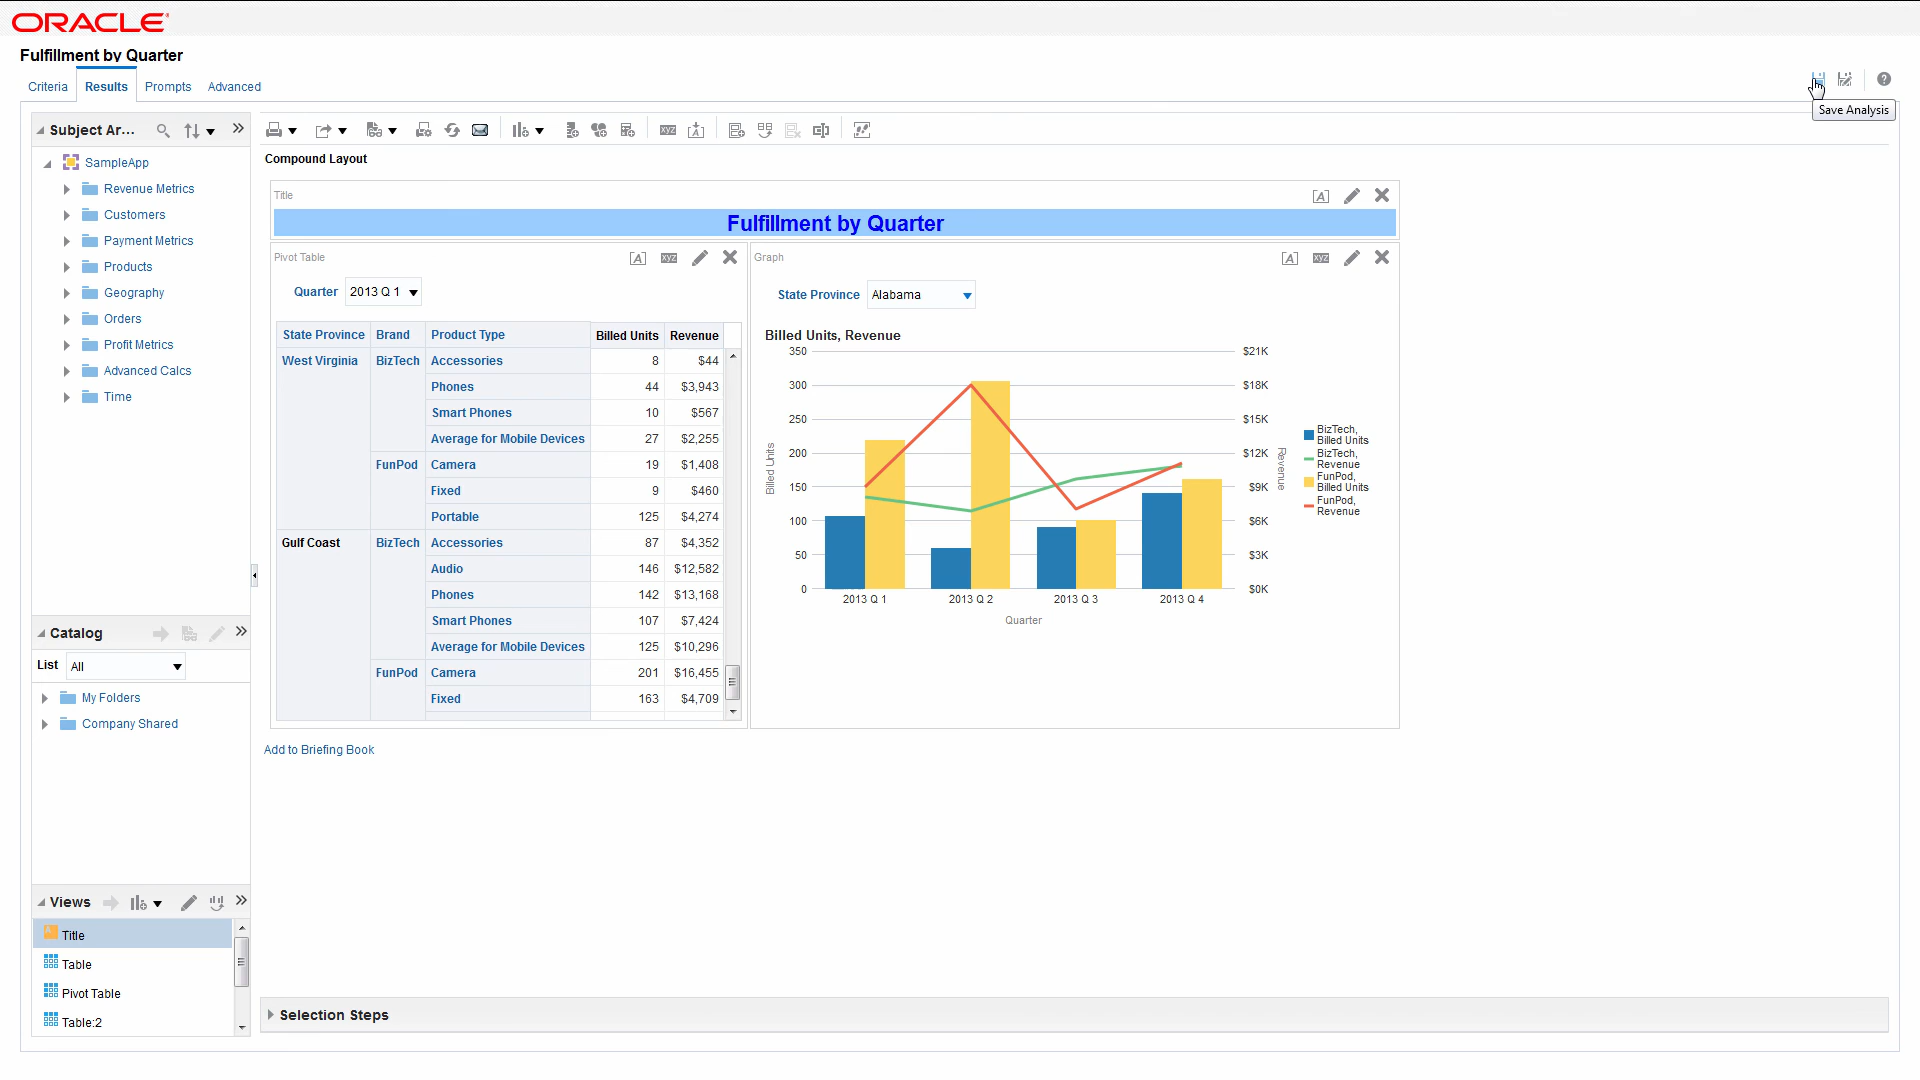 ORACLE
Fulfillment by Quarter
Criteria Results Prompts Advanced
Save Analysis
Subject Ar...
SampleApp
Revenue Metrics
Customers
Payment Metrics
Products
Geography
Orders
Profit Metrics
Advanced Calcs
Time
Catalog
List All
My Folders
Company Shared
Views
Title
Table
Pivot Table
Table:2
Compound Layout
Title
Fulfillment by Quarter
Pivot Table
Quarter 2013 Q 1
State Province Brand Product Type Billed Units Revenue
West Virginia BizTech Accessories 8 $44
Phones 44 $3,943
Smart Phones 10 $567
Average for Mobile Devices 27 $2,255
FunPod Camera 19 $1,408
Fixed 9 $460
Portable 125 $4,274
Gulf Coast BizTech Accessories 87 $4,352
Audio 146 $12,582
Phones 142 $13,168
Smart Phones 107 $7,424
Average for Mobile Devices 125 $10,296
FunPod Camera 201 $16,455
Fixed 163 $4,709
Graph
State Province Alabama
Billed Units, Revenue
350 $21K
300 $18K
250 $15K
200 $12K
150 $9K
100 $6K
50 $3K
0 $0K
Billed Units
Revenue
2013 Q 1 2013 Q 2 2013 Q 3 2013 Q 4
Quarter
BizTech,
Billed Units
BizTech,
Revenue
FunPod,
Billed Units
FunPod,
Revenue
Add to Briefing Book
Selection Steps